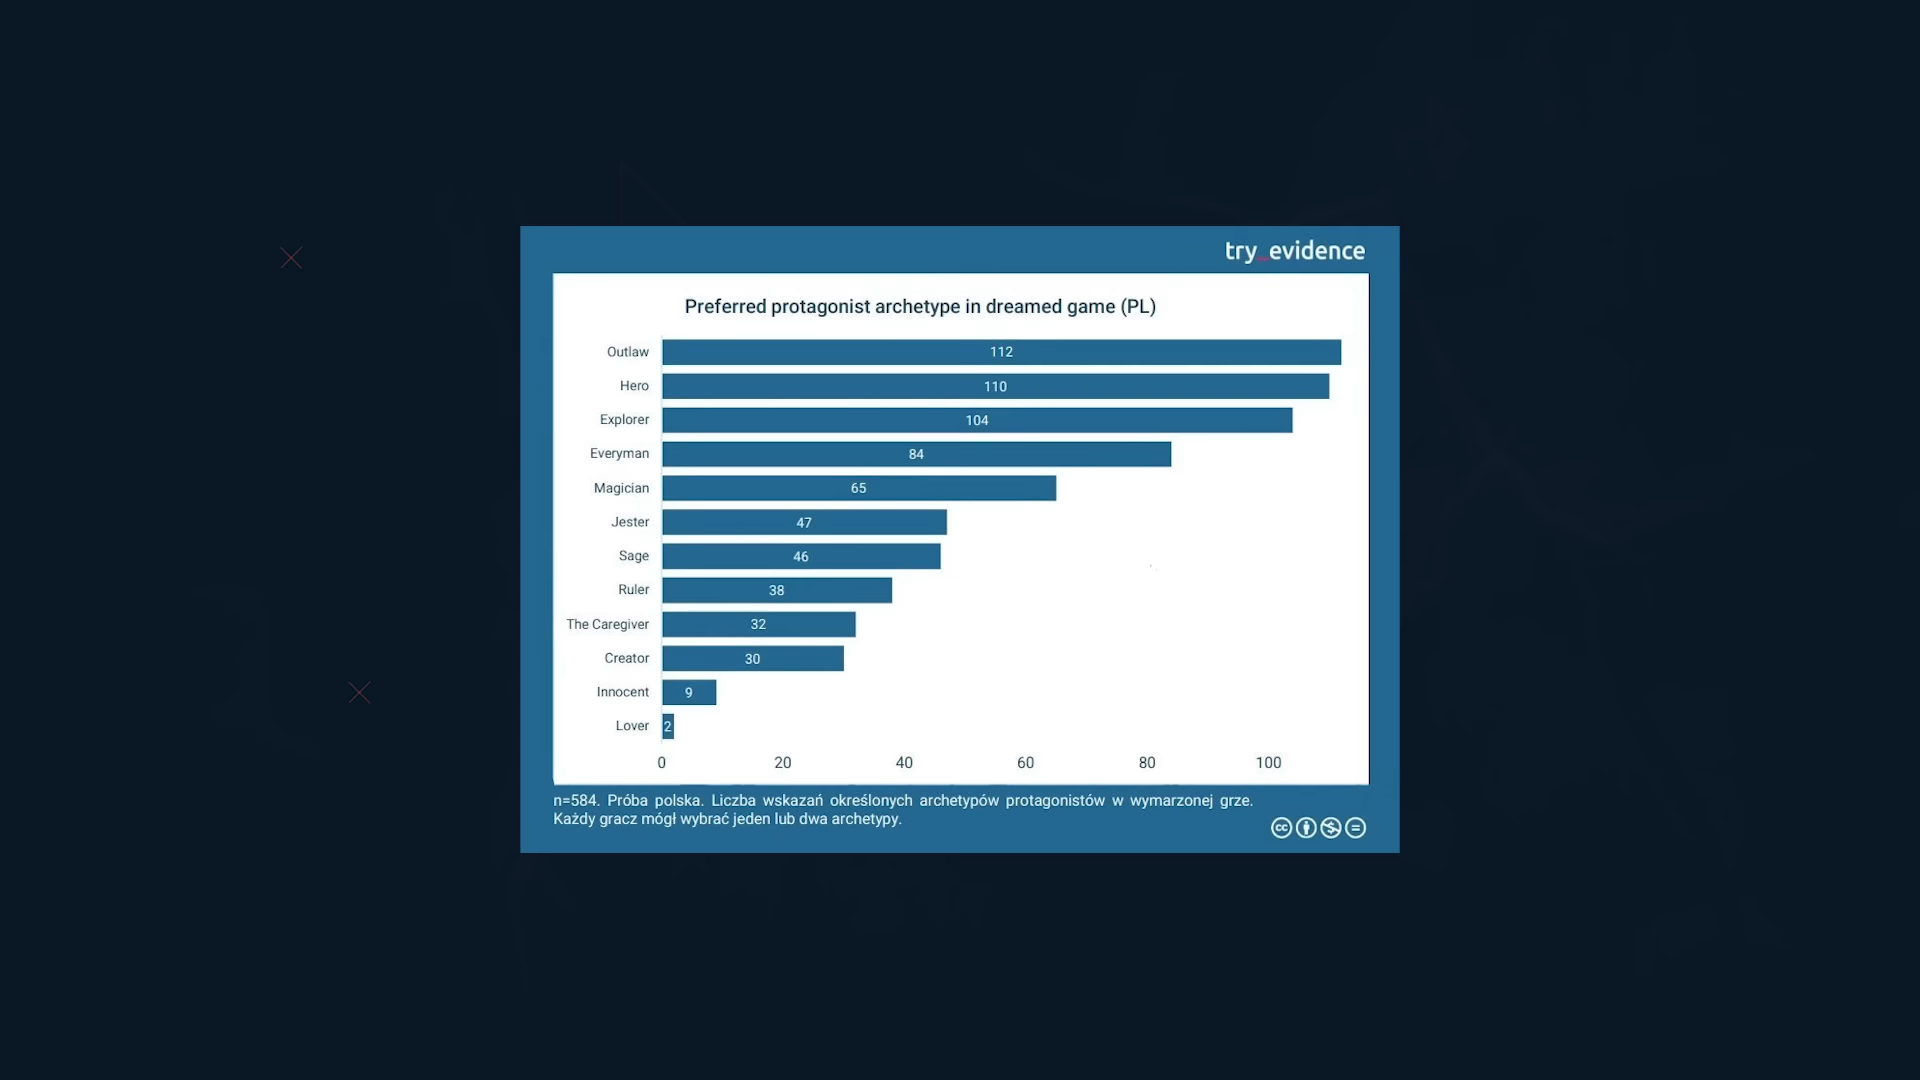 try_evidence
Preferred protagonist archetype in dreamed game (PL)
Outlaw 112
Hero 110
Explorer 104
Everyman 84
Magician 65
Jester 47
Sage 46
Ruler 38
The Caregiver 32
Creator 30
Innocent 9
Lover 2
0 20 40 60 80 100
n=584. Próba polska. Liczba wskazań określonych archetypów protagonistów w wymarzonej grze.
Każdy gracz mógł wybrać jeden lub dwa archetypy.
cc